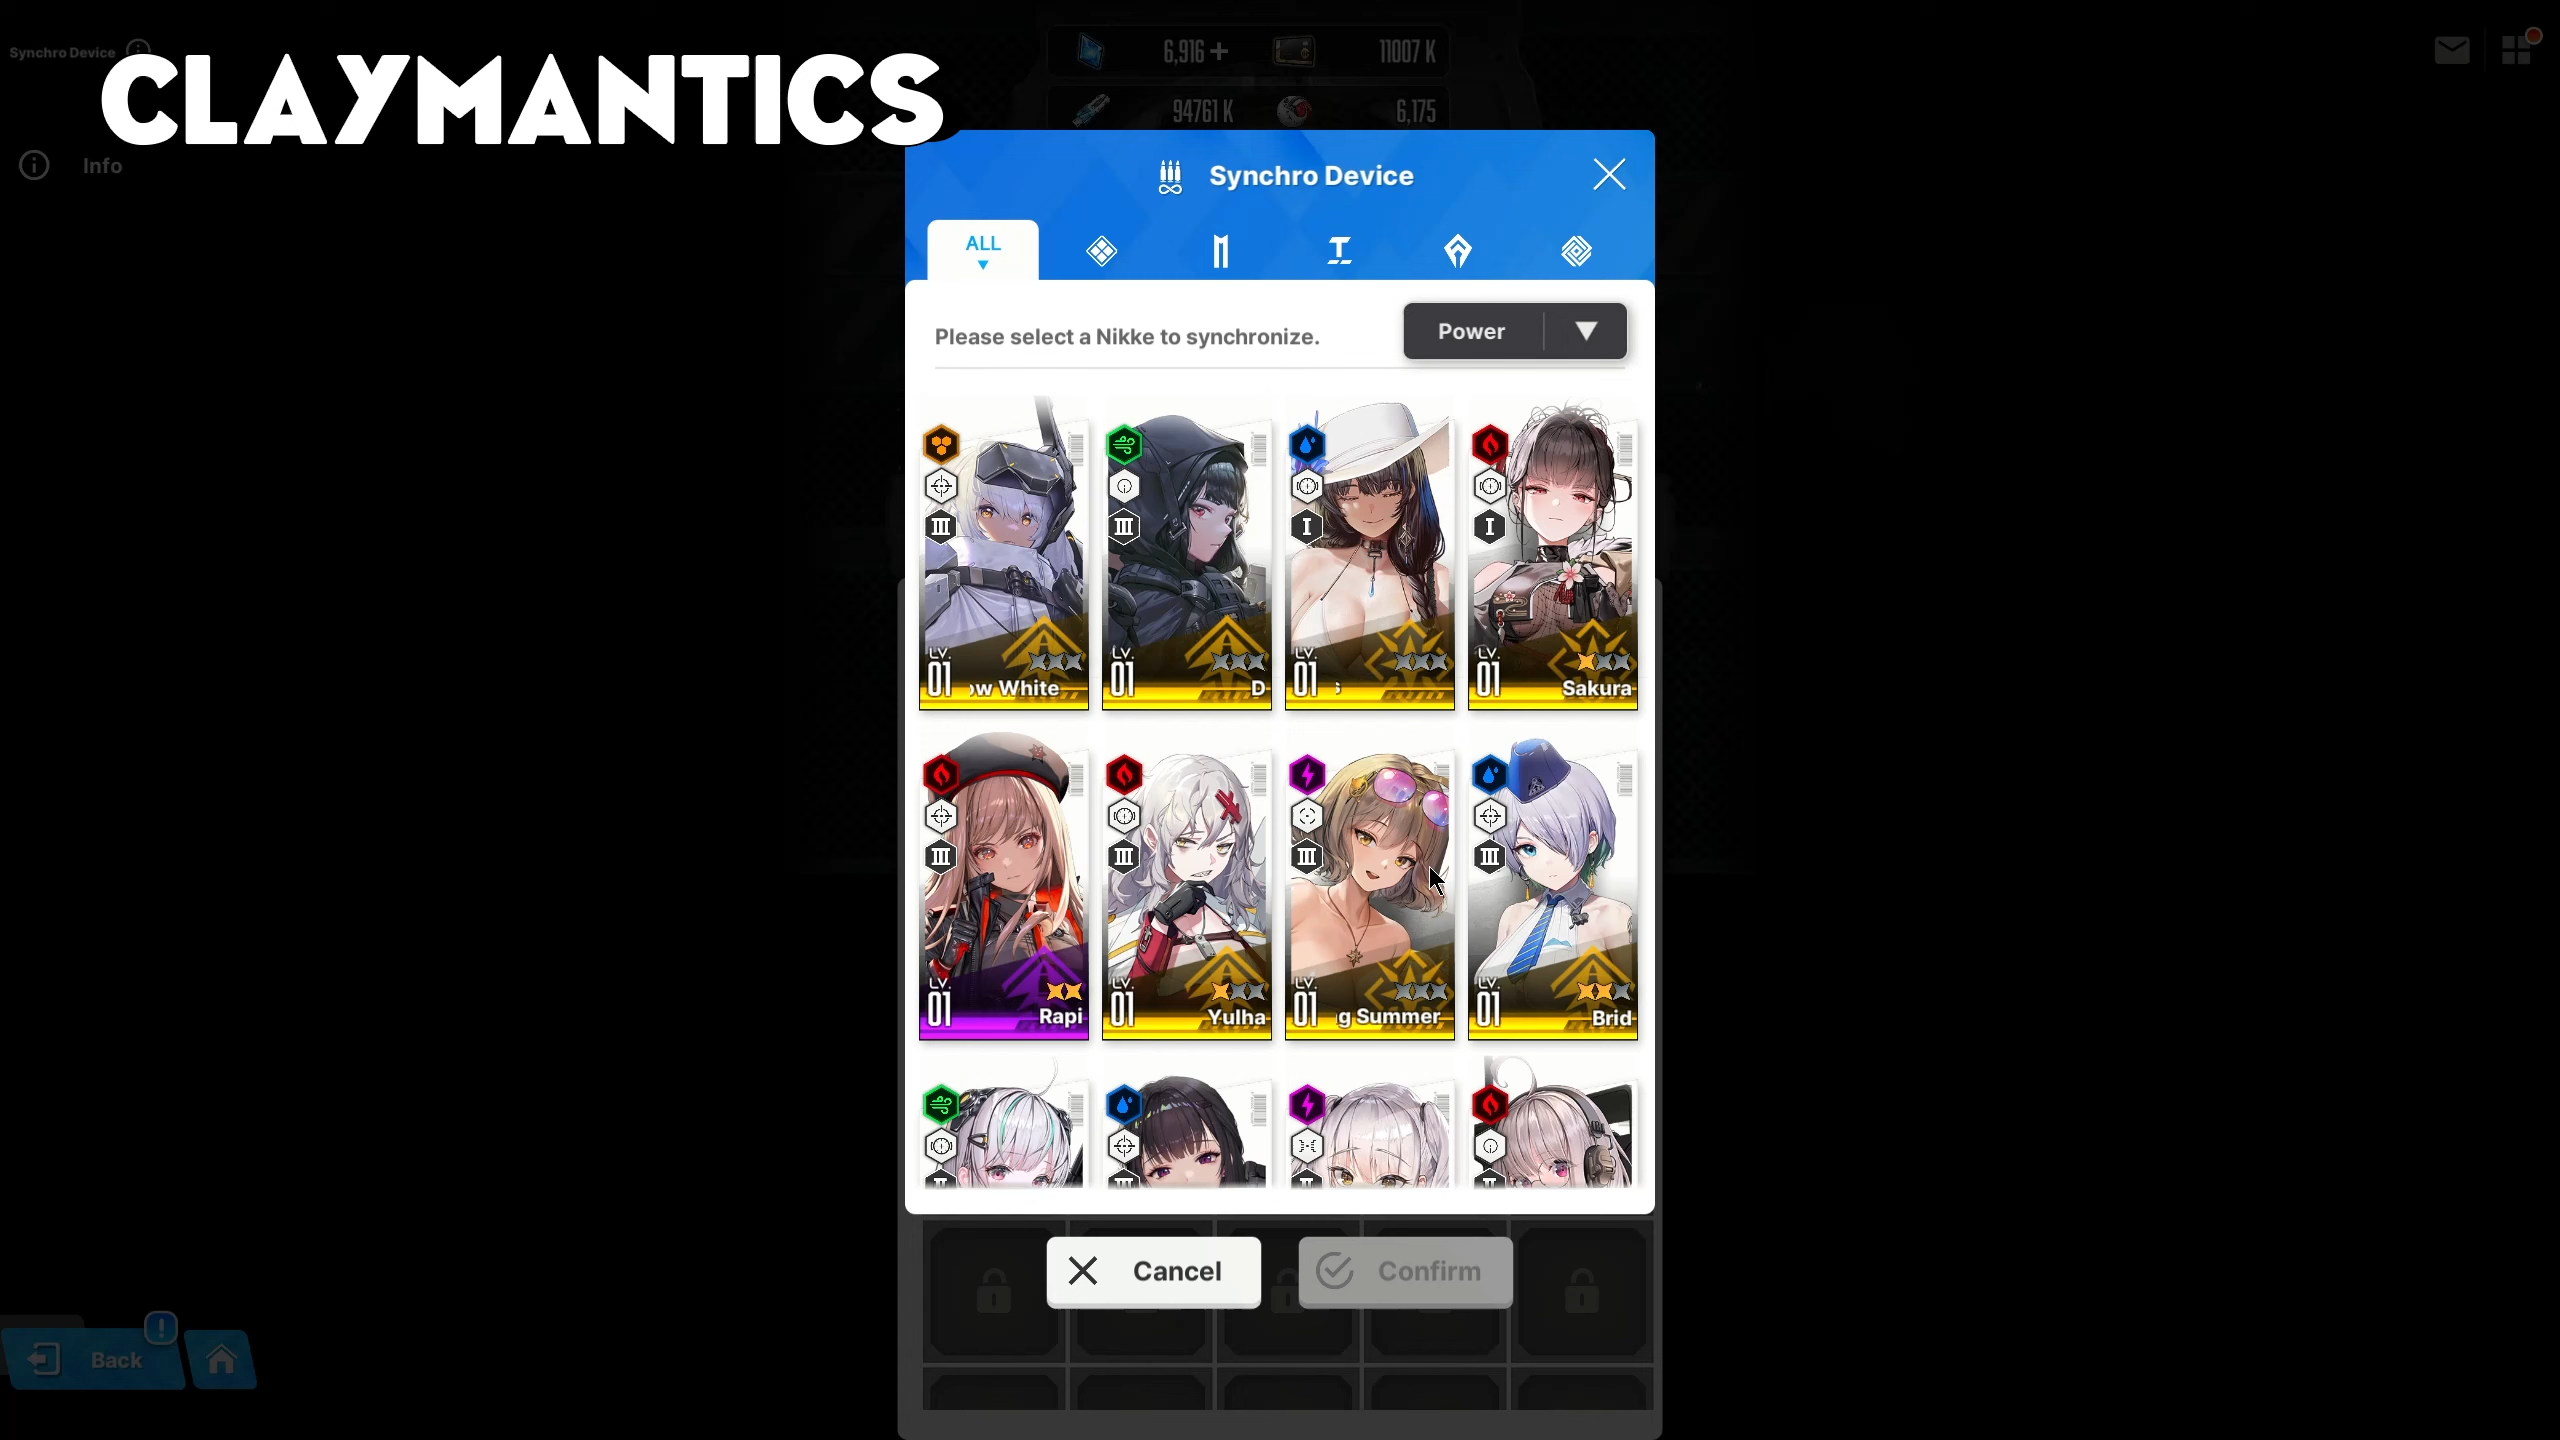 Synchro Device
6,916
11007 K
CLAYMANTICS
94761 K
6,175
Info
Synchro Device
ALL
Please select a Nikke to synchronize.
Power
LV. 01 ow White
LV. 01 D
LV. 01 s
LV. 01 Sakura
LV. 01 Rapi
LV. 01 Yulha
LV. 01 g Summer
LV. 01 Brid
Cancel
Confirm
Back